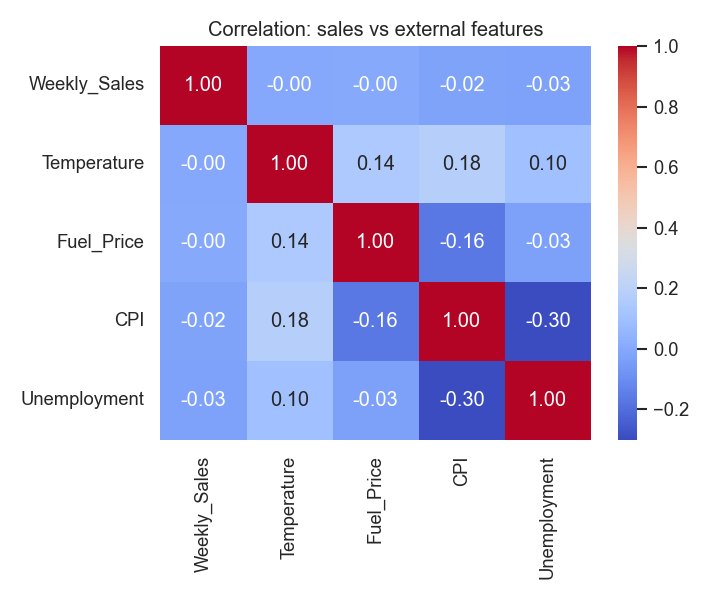 Correlation: sales vs external features
Weekly_Sales 1.00 -0.00 -0.00 -0.02 -0.03
Temperature -0.00 1.00 0.14 0.18 0.10
Fuel_Price -0.00 0.14 1.00 -0.16 -0.03
CPI -0.02 0.18 -0.16 1.00 -0.30
Unemployment -0.03 0.10 -0.03 -0.30 1.00
Weekly_Sales
Temperature
Fuel_Price
CPI
Unemployment
1.0
0.8
0.6
0.4
0.2
0.0
−0.2